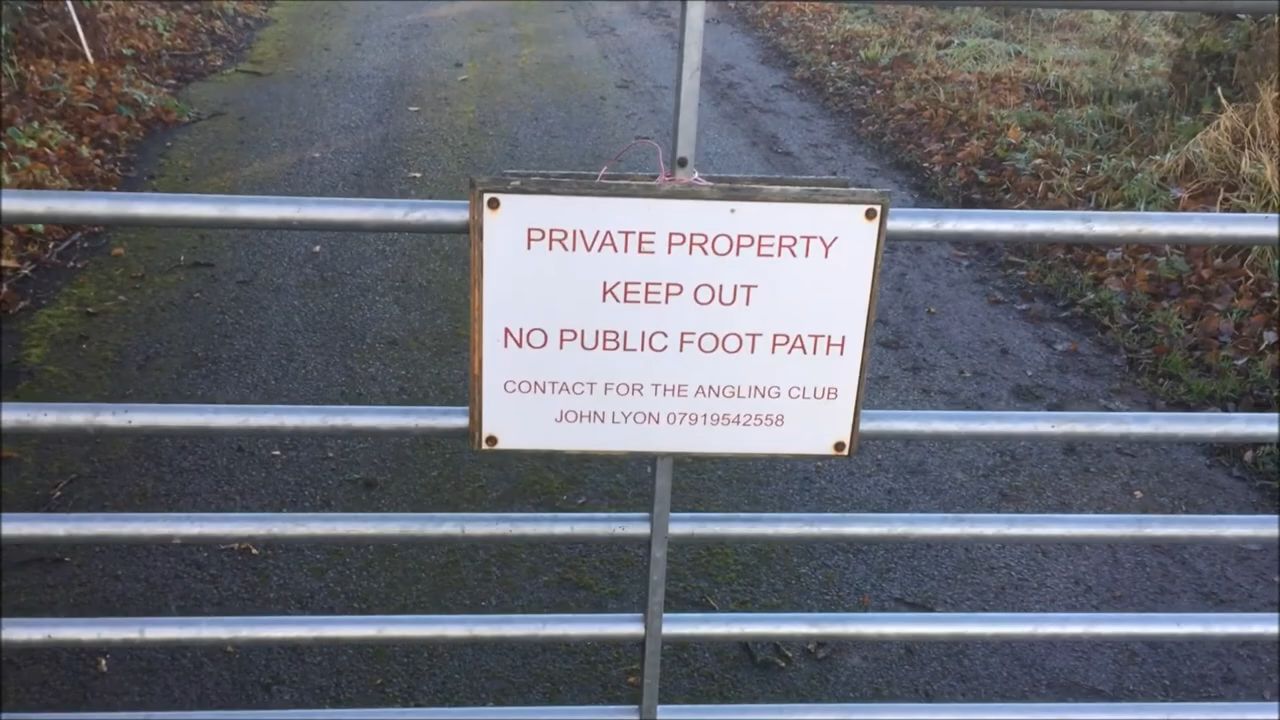 PRIVATE PROPERTY
KEEP OUT
NO PUBLIC FOOT PATH
CONTACT FOR THE ANGLING CLUB
JOHN LYON 07919542558